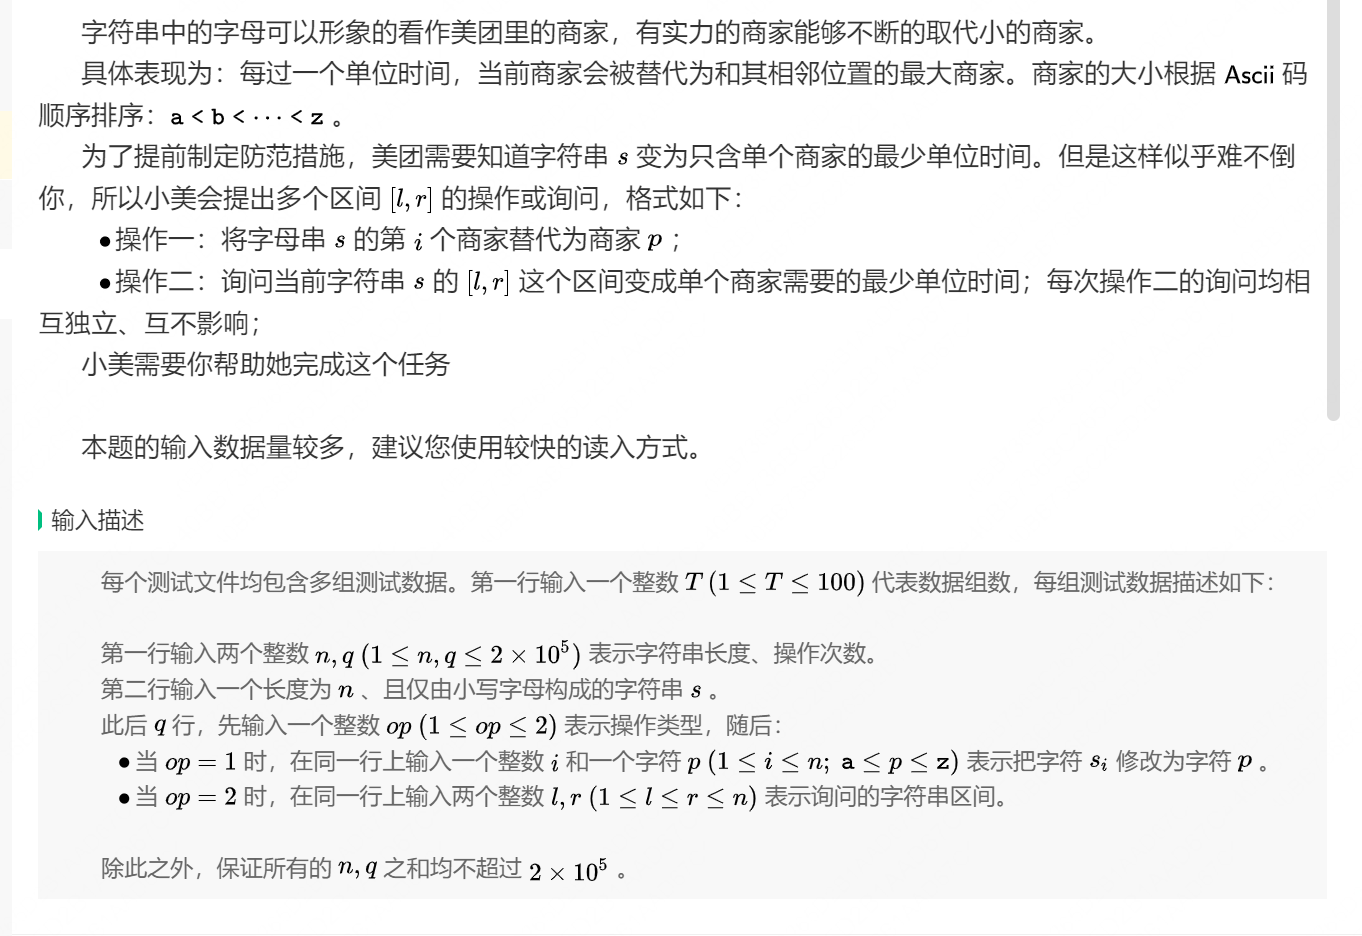 字符串中的字母可以形象的看作美团里的商家，有实力的商家能够不断的取代小的商家。
具体表现为：每过一个单位时间，当前商家会被替代为和其相邻位置的最大商家。商家的大小根据 Ascii 码
顺序排序：a < b < ··· < z 。
为了提前制定防范措施，美团需要知道字符串 s 变为只含单个商家的最少单位时间。但是这样似乎难不倒
你，所以小美会提出多个区间 [l, r] 的操作或询问，格式如下：
●操作一：将字母串 s 的第 i 个商家替代为商家 p ；
●操作二：询问当前字符串 s 的 [l, r] 这个区间变成单个商家需要的最少单位时间；每次操作二的询问均相
互独立、互不影响；
小美需要你帮助她完成这个任务
本题的输入数据量较多，建议您使用较快的读入方式。
输入描述
每个测试文件均包含多组测试数据。第一行输入一个整数 T (1 ≤ T ≤ 100) 代表数据组数，每组测试数据描述如下：
第一行输入两个整数 n, q (1 ≤ n, q ≤ 2 × 10⁵) 表示字符串长度、操作次数。
第二行输入一个长度为 n 、且仅由小写字母构成的字符串 s 。
此后 q 行，先输入一个整数 op (1 ≤ op ≤ 2) 表示操作类型，随后：
●当 op = 1 时，在同一行上输入一个整数 i 和一个字符 p (1 ≤ i ≤ n; a ≤ p ≤ z) 表示把字符 sᵢ 修改为字符 p 。
●当 op = 2 时，在同一行上输入两个整数 l, r (1 ≤ l ≤ r ≤ n) 表示询问的字符串区间。
除此之外，保证所有的 n, q 之和均不超过 2 × 10⁵ 。